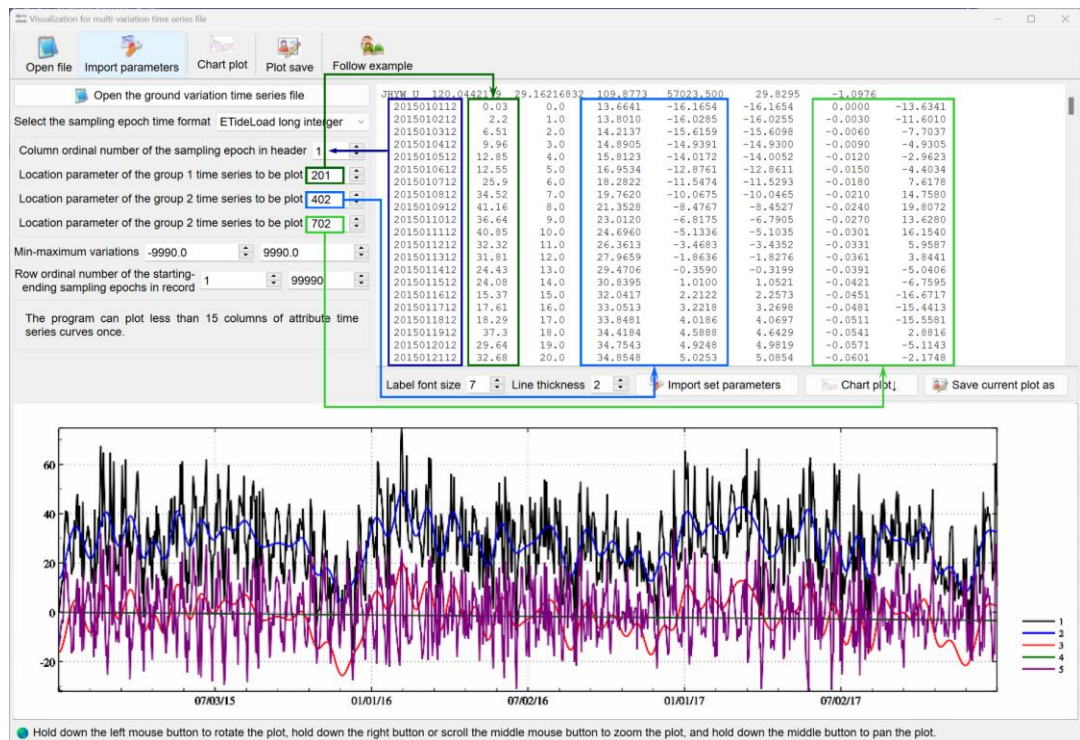 Visualization for multi-variation time series file
Open file Import parameters Chart plot Plot save Follow example
Open the ground variation time series file
Select the sampling epoch time format ETideLoad long interger
Column ordinal number of the sampling epoch in header 1
Location parameter of the group 1 time series to be plot 201
Location parameter of the group 2 time series to be plot 402
Location parameter of the group 2 time series to be plot 702
Min-maximum variations -9990.0 9990.0
Row ordinal number of the starting-
ending sampling epochs in record 1 99990
The program can plot less than 15 columns of attribute time
series curves once.
JHYW_U 29.16216832 109.8773 57023.500 29.8295 -1.0976
2015010112 0.03 0.0 13.6641 -16.1654 -16.1654 0.0000 -13.6341
2015010212 2.2 1.0 13.8010 -16.0285 -16.0255 -0.0030 -11.6010
2015010312 6.51 2.0 14.2137 -15.6159 -15.6098 -0.0060 -7.7037
2015010412 9.96 3.0 14.8905 -14.9391 -14.9300 -0.0090 -4.9305
2015010512 12.85 4.0 15.8123 -14.0172 -14.0052 -0.0120 -2.9623
2015010612 12.55 5.0 16.9534 -12.8761 -12.8611 -0.0150 -4.4034
2015010712 25.9 6.0 18.2822 -11.5474 -11.5293 -0.0180 7.6178
2015010812 34.52 7.0 19.7620 -10.0675 -10.0465 -0.0210 14.7580
2015010912 41.16 8.0 21.3528 -8.4767 -8.4527 -0.0240 19.8072
2015011012 36.64 9.0 23.0120 -6.8175 -6.7905 -0.0270 13.6280
2015011112 40.85 10.0 24.6960 -5.1336 -5.1035 -0.0301 16.1540
2015011212 32.32 11.0 26.3613 -3.4683 -3.4352 -0.0331 5.9587
2015011312 31.81 12.0 27.9659 -1.8636 -1.8276 -0.0361 3.8441
2015011412 24.43 13.0 29.4706 -0.3590 -0.3199 -0.0391 -5.0406
2015011512 24.08 14.0 30.8395 1.0100 1.0521 -0.0421 -6.7595
2015011612 15.37 15.0 32.0417 2.2122 2.2573 -0.0451 -16.6717
2015011712 17.61 16.0 33.0513 3.2218 3.2698 -0.0481 -15.4413
2015011812 18.29 17.0 33.8481 4.0186 4.0697 -0.0511 -15.5581
2015011912 37.3 18.0 34.4184 4.5888 4.6429 -0.0541 2.8816
2015012012 29.64 19.0 34.7543 4.9248 4.9819 -0.0571 -5.1143
2015012112 32.68 20.0 34.8548 5.0253 5.0854 -0.0601 -2.1748
Label font size 7 Line thickness 2 Import set parameters Chart plot↓ Save current plot as
60
40
20
0
-20
1
2
3
4
5
07/03/15 01/01/16 07/02/16 01/01/17 07/02/17
Hold down the left mouse button to rotate the plot, hold down the right button or scroll the middle mouse button to zoom the plot, and hold down the middle button to pan the plot.